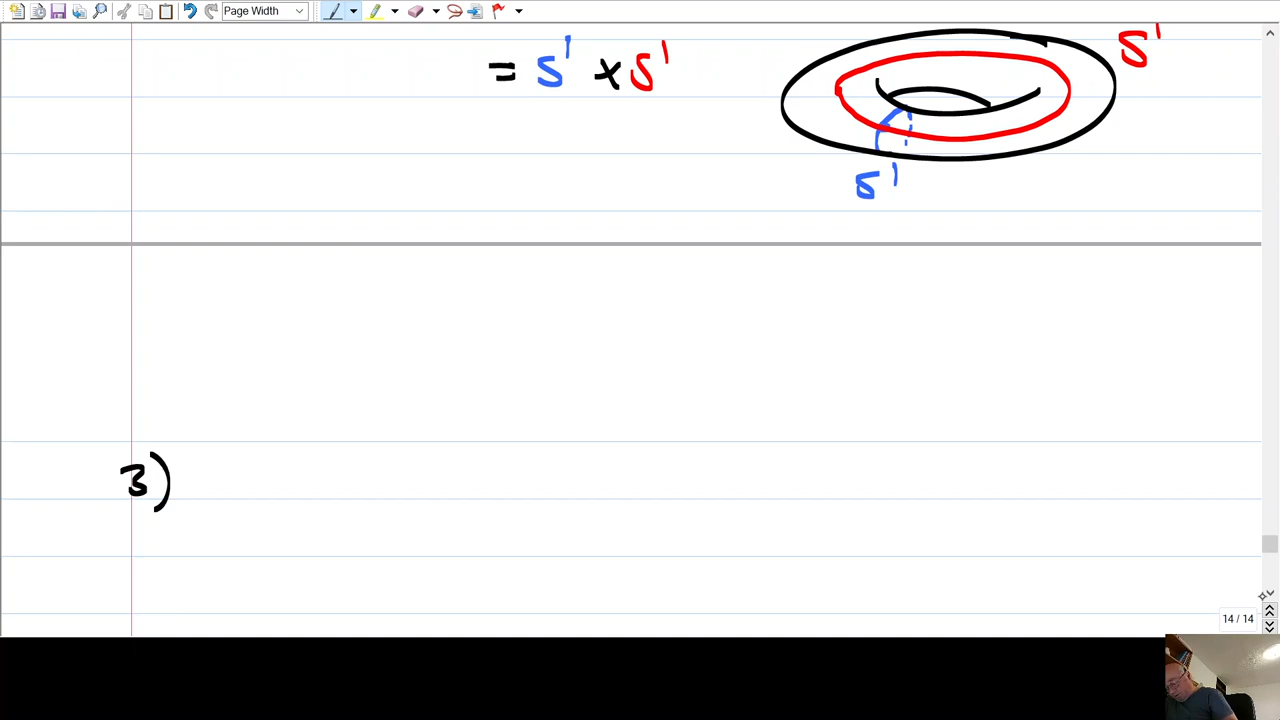 Page Width
S¹
= S¹ x S¹
S¹
3)
14 / 14